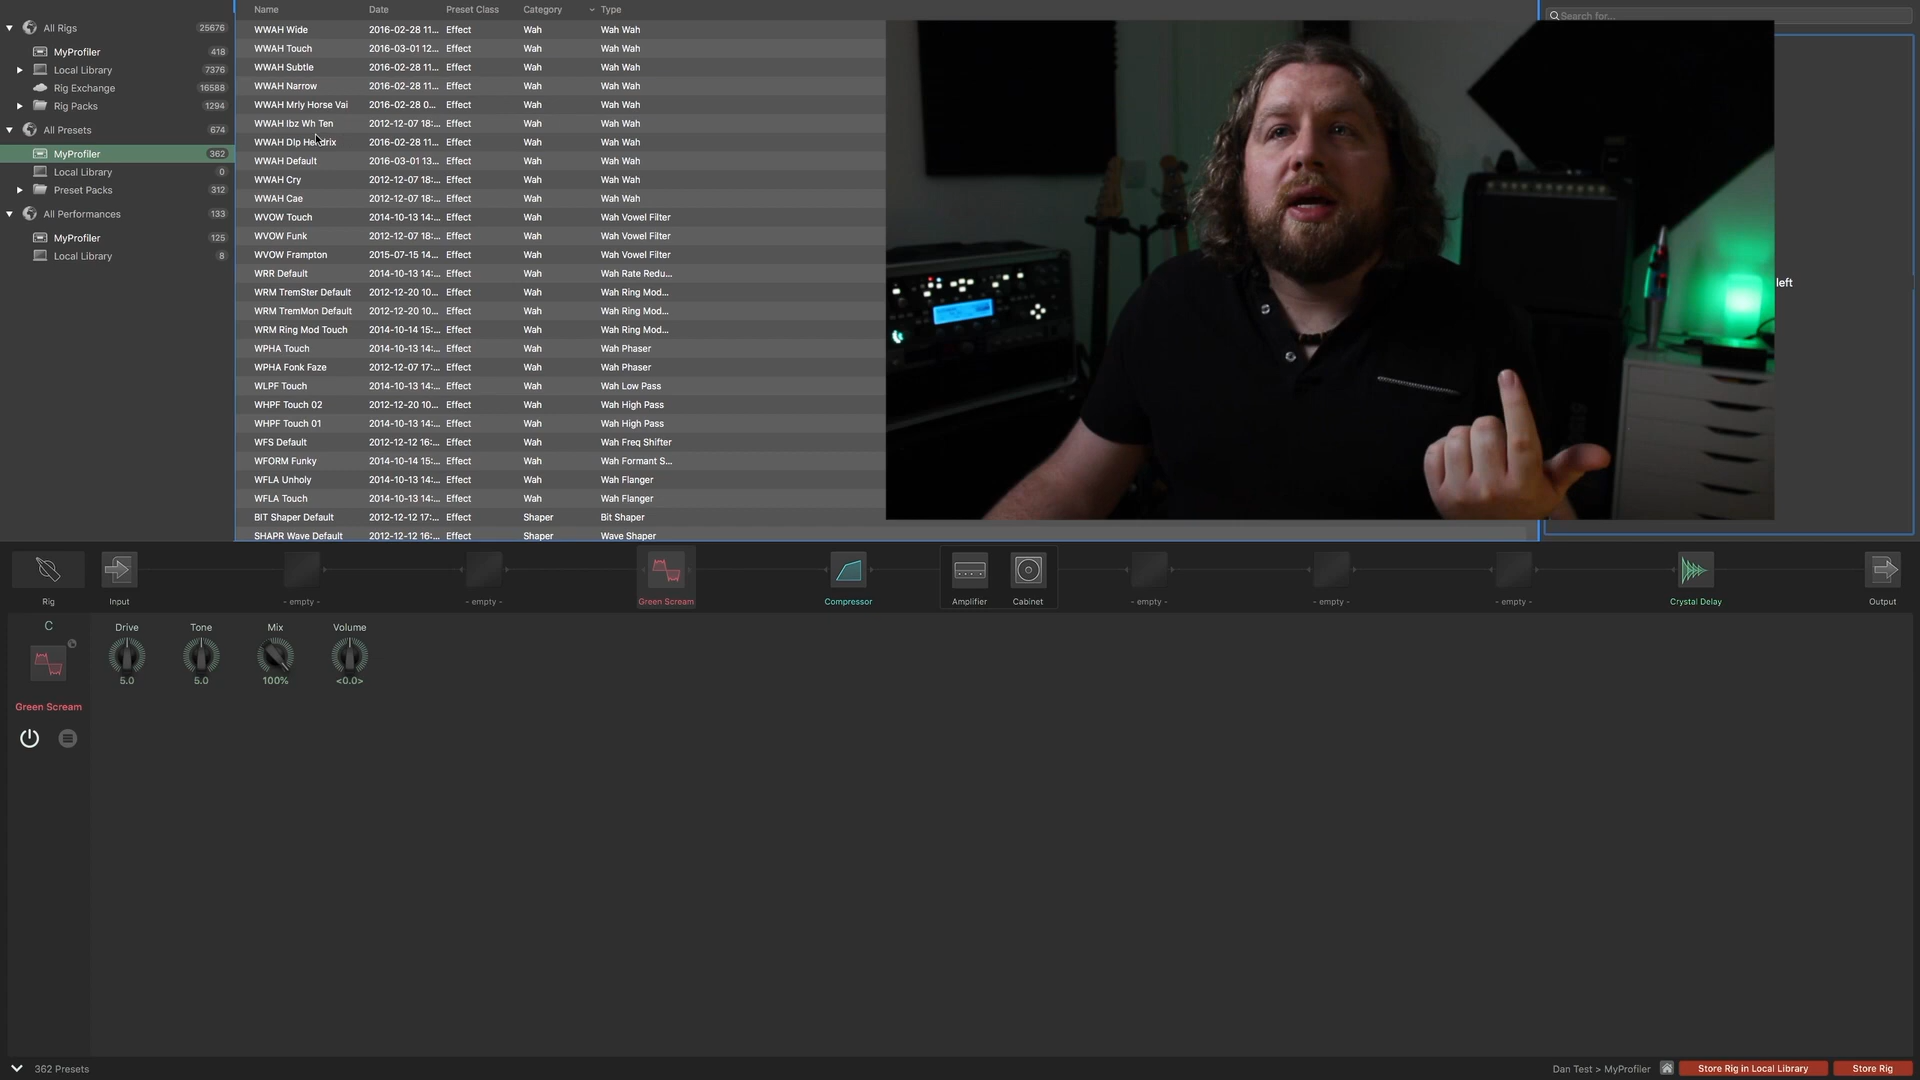 All Rigs 25676
MyProfiler 418
Local Library 7376
Rig Exchange 16588
Rig Packs 1294
All Presets 674
MyProfiler 362
Local Library 0
Preset Packs 312
All Performances 133
MyProfiler 125
Local Library 8
Name Date Preset Class Category Type
WWAH Wide 2016-02-28 11... Effect Wah Wah Wah
WWAH Touch 2016-03-01 12... Effect Wah Wah Wah
WWAH Subtle 2016-02-28 11... Effect Wah Wah Wah
WWAH Narrow 2016-02-28 11... Effect Wah Wah Wah
WWAH Mrly Horse Vai 2016-02-28 0... Effect Wah Wah Wah
WWAH Ibz Wh Ten 2012-12-07 18:... Effect Wah Wah Wah
WWAH Dlp Hendrix 2016-02-28 11... Effect Wah Wah Wah
WWAH Default 2016-03-01 13... Effect Wah Wah Wah
WWAH Cry 2012-12-07 18:... Effect Wah Wah Wah
WWAH Cae 2012-12-07 18:... Effect Wah Wah Wah
WVOW Touch 2014-10-13 14:... Effect Wah Wah Vowel Filter
WVOW Funk 2012-12-07 18:... Effect Wah Wah Vowel Filter
WVOW Frampton 2015-07-15 14... Effect Wah Wah Vowel Filter
WRR Default 2014-10-13 14:... Effect Wah Wah Rate Redu...
WRM TremSter Default 2012-12-20 10... Effect Wah Wah Ring Mod...
WRM TremMon Default 2012-12-20 10... Effect Wah Wah Ring Mod...
WRM Ring Mod Touch 2014-10-14 15:... Effect Wah Wah Ring Mod...
WPHA Touch 2014-10-13 14:... Effect Wah Wah Phaser
WPHA Fonk Faze 2012-12-07 17:... Effect Wah Wah Phaser
WLPF Touch 2014-10-13 14:... Effect Wah Wah Low Pass
WHPF Touch 02 2012-12-20 10... Effect Wah Wah High Pass
WHPF Touch 01 2014-10-13 14:... Effect Wah Wah High Pass
WFS Default 2012-12-12 16:... Effect Wah Wah Freq Shifter
WFORM Funky 2014-10-14 15:... Effect Wah Wah Formant S...
WFLA Unholy 2014-10-13 14:... Effect Wah Wah Flanger
WFLA Touch 2014-10-13 14:... Effect Wah Wah Flanger
BIT Shaper Default 2012-12-12 17:... Effect Shaper Bit Shaper
SHAPR Wave Default 2012-12-12 16:... Effect Shaper Wave Shaper
Search for...
left
Rig Input - empty - - empty - Green Scream Compressor Amplifier Cabinet - empty - - empty - - empty - Crystal Delay Output
C
Green Scream
Drive Tone Mix Volume
5.0 5.0 100% <0.0>
362 Presets
Dan Test > MyProfiler
Store Rig in Local Library
Store Rig